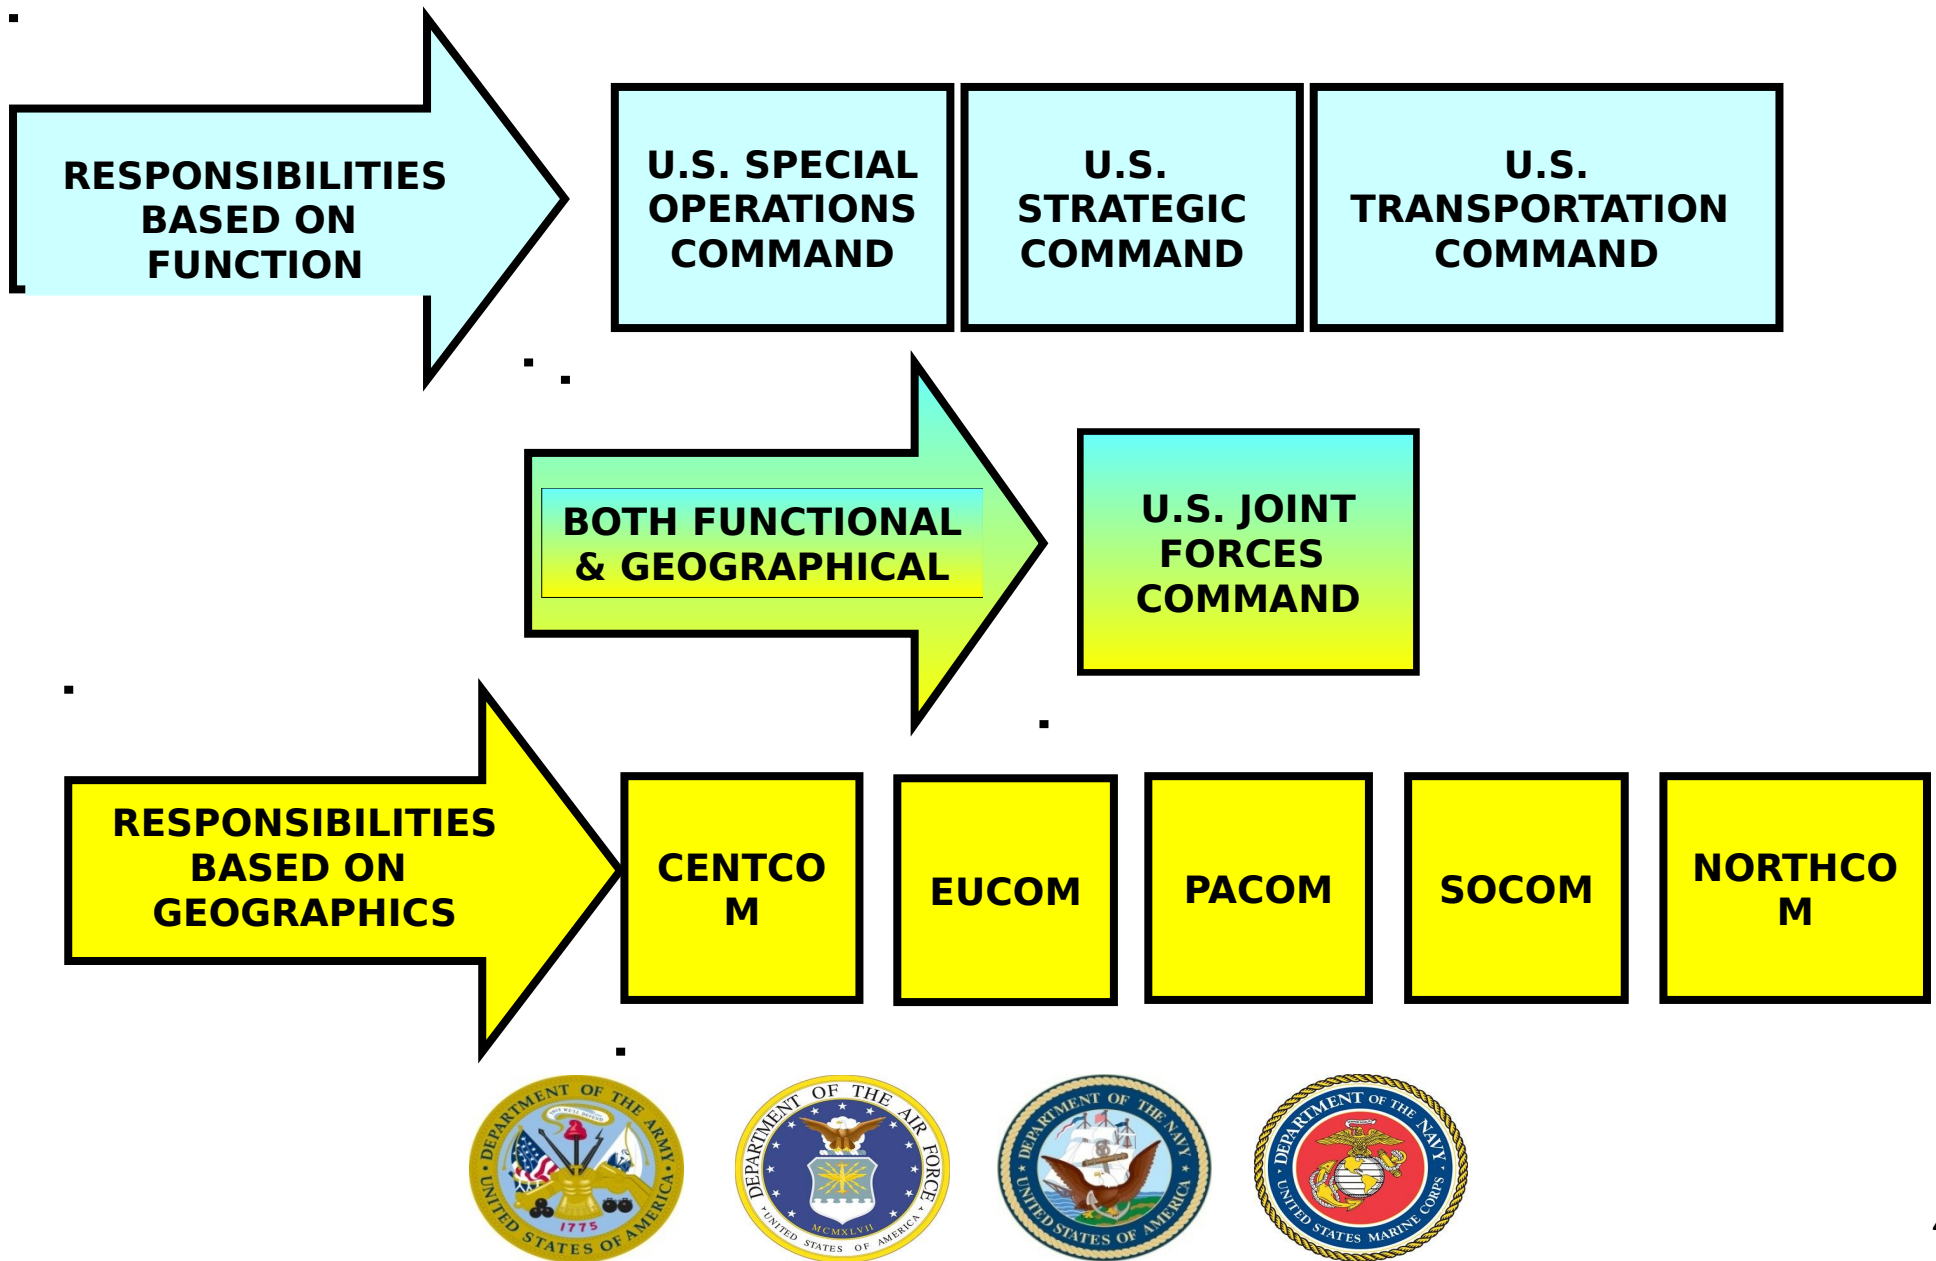 RESPONSIBILITIES
BASED ON
FUNCTION
U.S. SPECIAL
OPERATIONS
COMMAND
U.S.
STRATEGIC
COMMAND
U.S.
TRANSPORTATION
COMMAND
BOTH FUNCTIONAL
& GEOGRAPHICAL
U.S. JOINT
FORCES
COMMAND
RESPONSIBILITIES
BASED ON
GEOGRAPHICS
CENTCO
M
EUCOM
PACOM
SOCOM
NORTHCO
M
DEPARTMENT OF THE ARMY
UNITED STATES OF AMERICA
1775
DEPARTMENT OF THE AIR FORCE
UNITED STATES OF AMERICA
MCMXLVII
DEPARTMENT OF THE NAVY
UNITED STATES OF AMERICA
DEPARTMENT OF THE NAVY
UNITED STATES MARINE CORPS